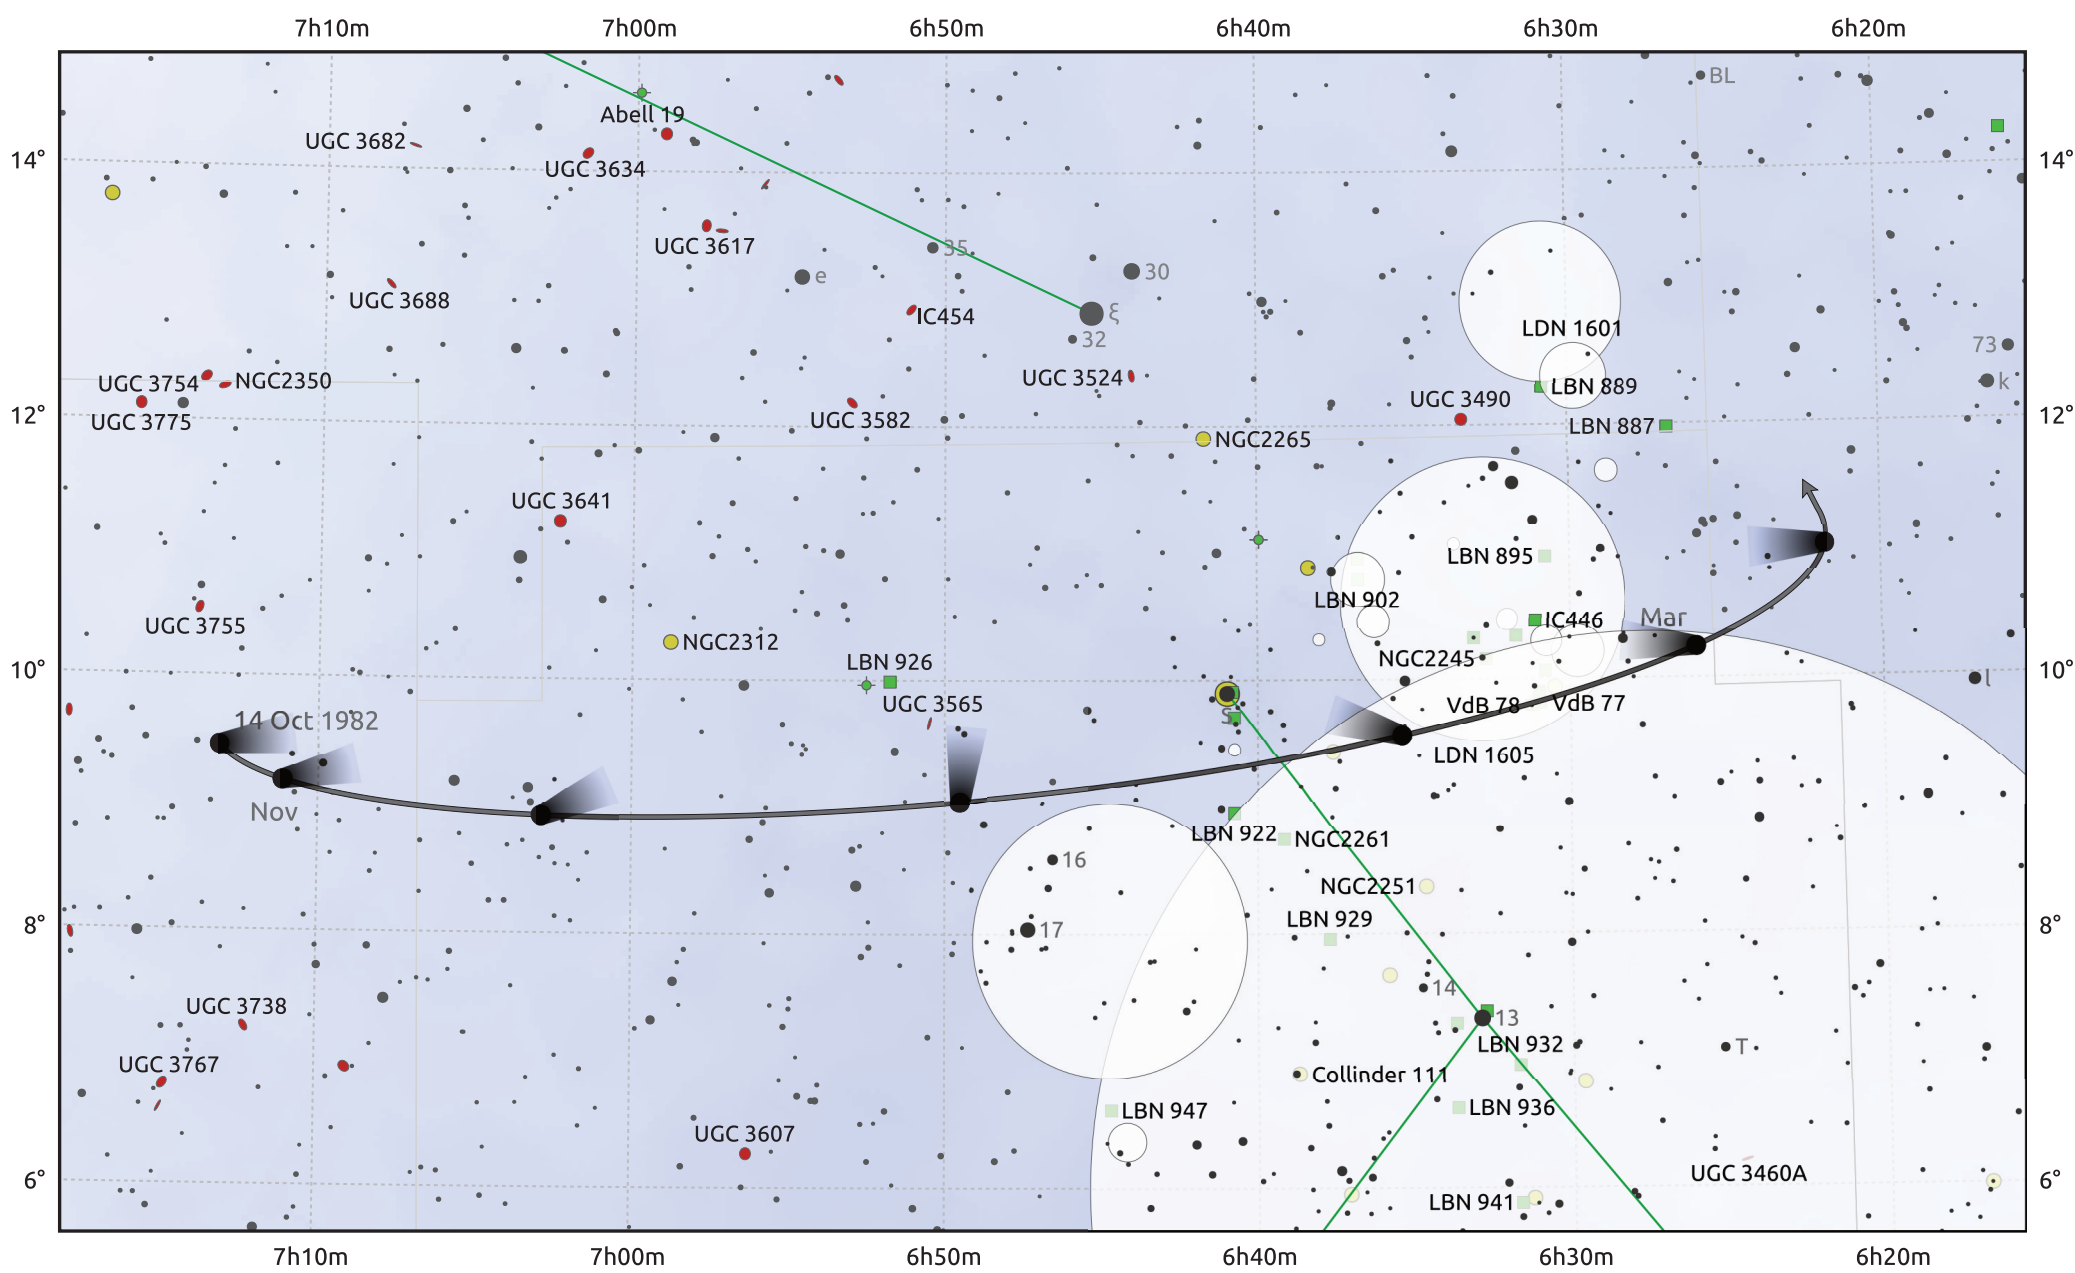 7h10m 7h00m 6h50m 6h40m 6h30m 6h20m
BL
Abell 19
UGC 3682
14° 14°
UGC 3634
UGC 3617
35
30
e
UGC 3688
ξ
IC454
LDN 1601
32
73
UGC 3524
k
UGC 3754 NGC2350
LBN 889
UGC 3490
12° 12°
UGC 3775
UGC 3582
LBN 887
NGC2265
UGC 3641
LBN 895
LBN 902
Mar
IC446
UGC 3755
NGC2312
NGC2245
LBN 926
10° 10°
l
UGC 3565
VdB 78 VdB 77
S
14 Oct 1982
LDN 1605
Nov
LBN 922 NGC2261
16
NGC2251
LBN 929
8° 8°
17
14
UGC 3738
13
LBN 932
T
UGC 3767
Collinder 111
LBN 947
LBN 936
UGC 3607
UGC 3460A
6° 6°
LBN 941
7h10m 7h00m 6h50m 6h40m 6h30m 6h20m